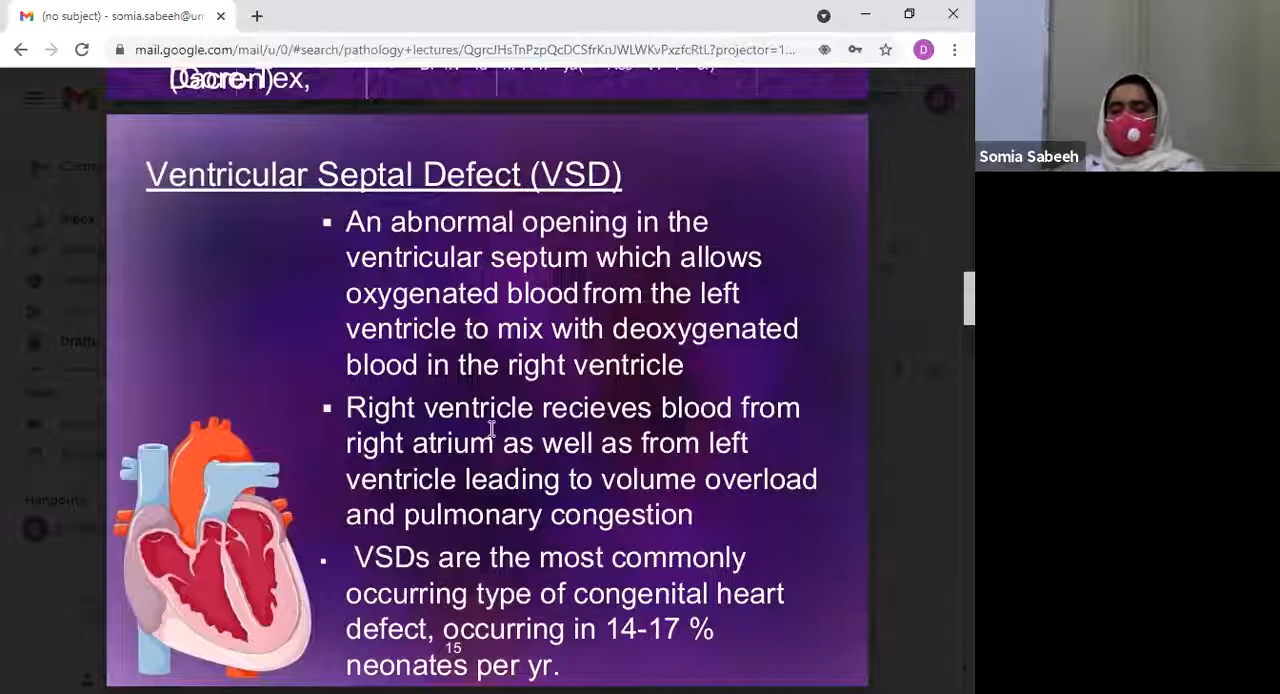 (no subject) - somia.sabeeh@un
mail.google.com/mail/u/0/#search/pathology+lectures/QgrcJHsTnPzpQcDCSfrKnJWLWKvPxzfcRtL?projector=1...
D
Somia Sabeeh
Ventricular Septal Defect (VSD)
▪ An abnormal opening in the
ventricular septum which allows
oxygenated blood from the left
ventricle to mix with deoxygenated
blood in the right ventricle
▪ Right ventricle recieves blood from
right atrium as well as from left
ventricle leading to volume overload
and pulmonary congestion
▪ VSDs are the most commonly
occurring type of congenital heart
defect, occurring in 14-17 %
neonates per yr.
15